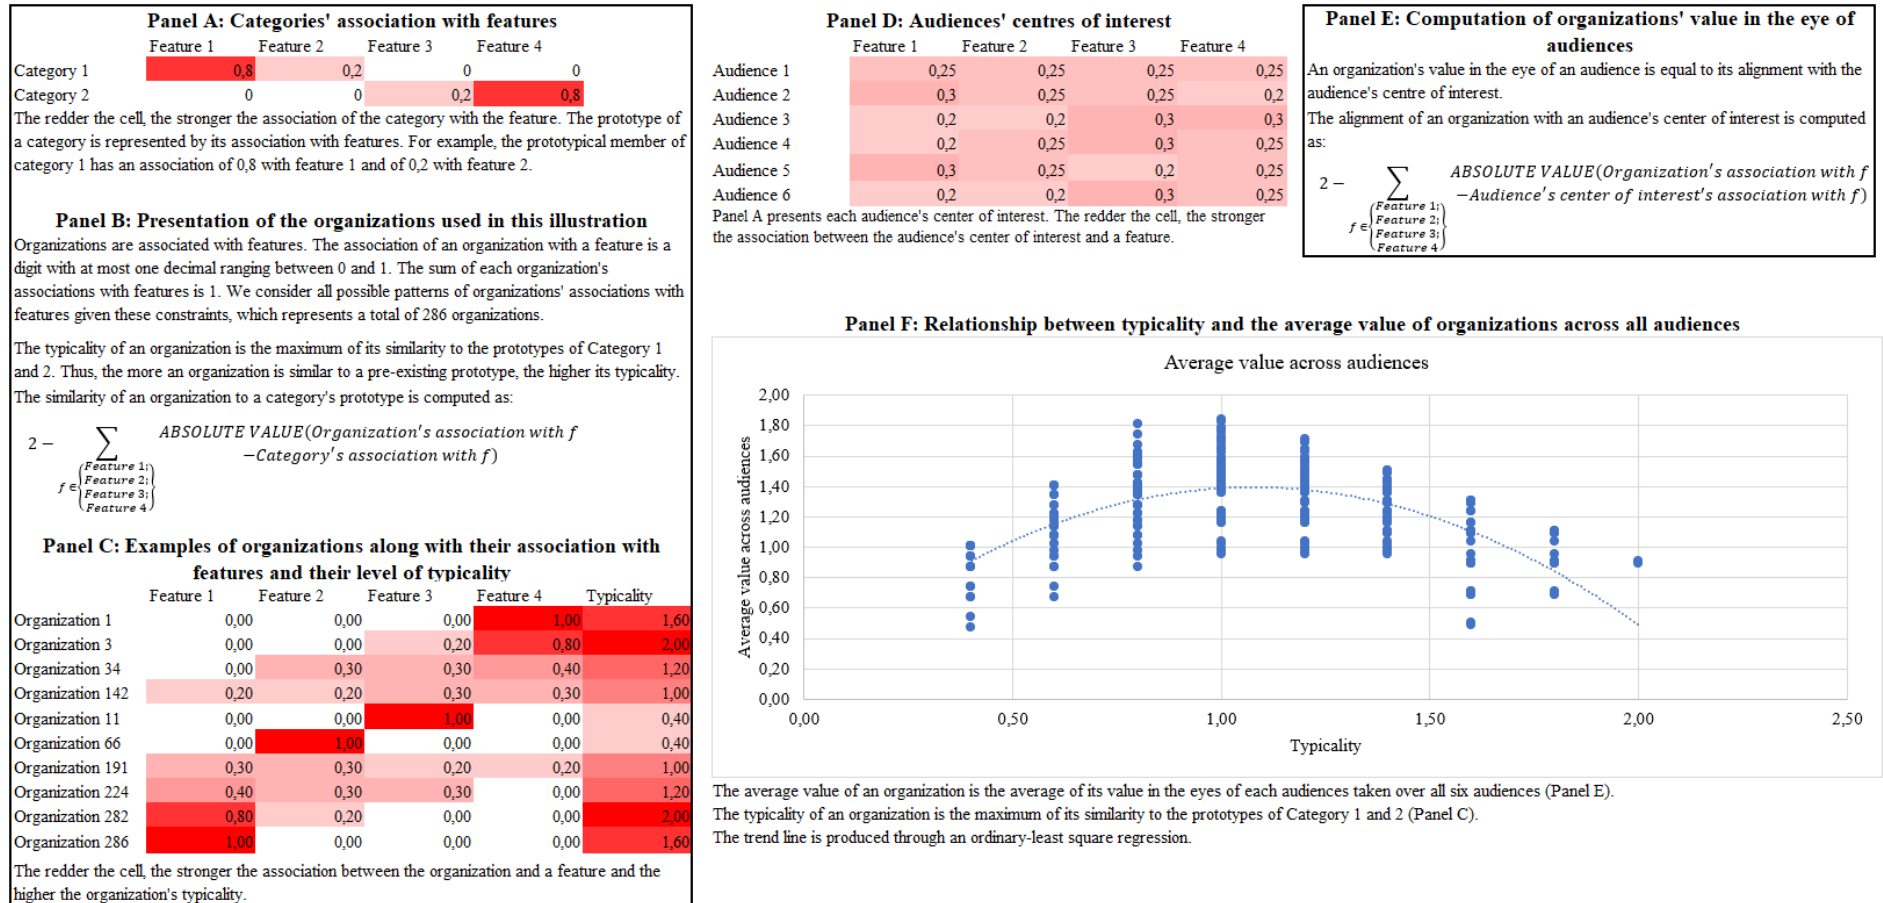 Panel A: Categories' association with features
Feature 1 Feature 2 Feature 3 Feature 4
Category 1 0,8 0,2 0 0
Category 2 0 0 0,2 0,8
The redder the cell, the stronger the association of the category with the feature. The prototype of
a category is represented by its association with features. For example, the prototypical member of
category 1 has an association of 0,8 with feature 1 and of 0,2 with feature 2.
Panel B: Presentation of the organizations used in this illustration
Organizations are associated with features. The association of an organization with a feature is a
digit with at most one decimal ranging between 0 and 1. The sum of each organization's
associations with features is 1. We consider all possible patterns of organizations' associations with
features given these constraints, which represents a total of 286 organizations.
The typicality of an organization is the maximum of its similarity to the prototypes of Category 1
and 2. Thus, the more an organization is similar to a pre-existing prototype, the higher its typicality.
The similarity of an organization to a category's prototype is computed as:
2 − ∑ ABSOLUTE VALUE(Organization's association with f
−Category's association with f)
f ∈ {Feature 1;
Feature 2;
Feature 3;
Feature 4}
Panel C: Examples of organizations along with their association with
features and their level of typicality
Feature 1 Feature 2 Feature 3 Feature 4 Typicality
Organization 1 0,00 0,00 0,00 1,00 1,60
Organization 3 0,00 0,00 0,20 0,80 2,00
Organization 34 0,00 0,30 0,30 0,40 1,20
Organization 142 0,20 0,20 0,30 0,30 1,00
Organization 11 0,00 0,00 1,00 0,00 0,40
Organization 66 0,00 1,00 0,00 0,00 0,40
Organization 191 0,30 0,30 0,20 0,20 1,00
Organization 224 0,40 0,30 0,30 0,00 1,20
Organization 282 0,80 0,20 0,00 0,00 2,00
Organization 286 1,00 0,00 0,00 0,00 1,60
The redder the cell, the stronger the association between the organization and a feature and the
higher the organization's typicality.
Panel D: Audiences' centres of interest
Feature 1 Feature 2 Feature 3 Feature 4
Audience 1 0,25 0,25 0,25 0,25
Audience 2 0,3 0,25 0,25 0,2
Audience 3 0,2 0,2 0,3 0,3
Audience 4 0,2 0,25 0,3 0,25
Audience 5 0,3 0,25 0,2 0,25
Audience 6 0,2 0,2 0,3 0,25
Panel A presents each audience's center of interest. The redder the cell, the stronger
the association between the audience's center of interest and a feature.
Panel E: Computation of organizations' value in the eye of
audiences
An organization's value in the eye of an audience is equal to its alignment with the
audience's centre of interest.
The alignment of an organization with an audience's center of interest is computed
as:
2 − ∑ ABSOLUTE VALUE(Organization's association with f
−Audience's center of interest's association with f)
f ∈ {Feature 1;
Feature 2;
Feature 3;
Feature 4}
Panel F: Relationship between typicality and the average value of organizations across all audiences
Average value across audiences
Average value across audiences
2,00
1,80
1,60
1,40
1,20
1,00
0,80
0,60
0,40
0,20
0,00
0,00 0,50 1,00 1,50 2,00 2,50
Typicality
The average value of an organization is the average of its value in the eyes of each audiences taken over all six audiences (Panel E).
The typicality of an organization is the maximum of its similarity to the prototypes of Category 1 and 2 (Panel C).
The trend line is produced through an ordinary-least square regression.